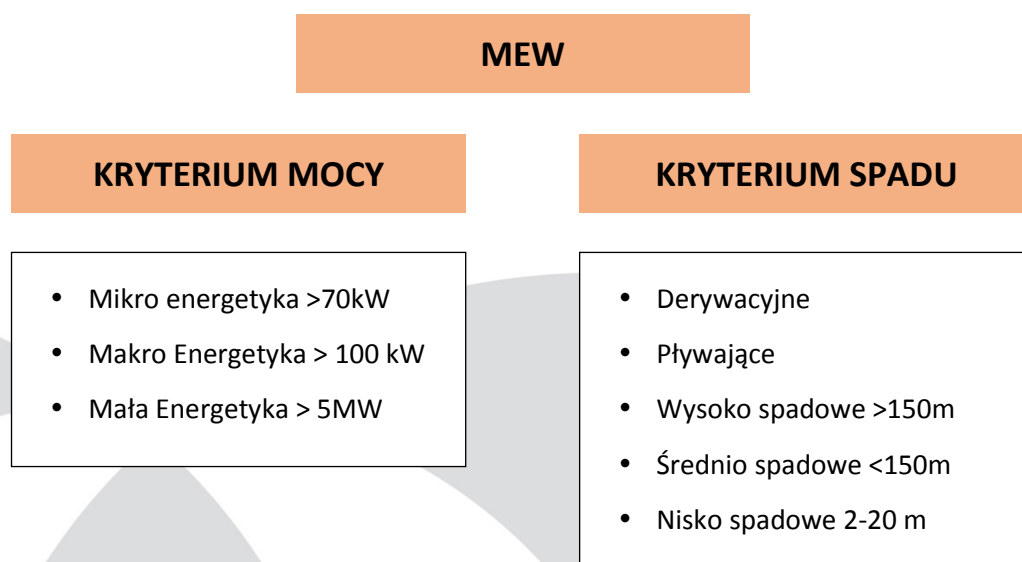 MEW
KRYTERIUM MOCY
• Mikro energetyka >70kW
• Makro Energetyka > 100 kW
• Mała Energetyka > 5MW
KRYTERIUM SPADU
• Derywacyjne
• Pływające
• Wysoko spadowe >150m
• Średnio spadowe <150m
• Nisko spadowe 2-20 m